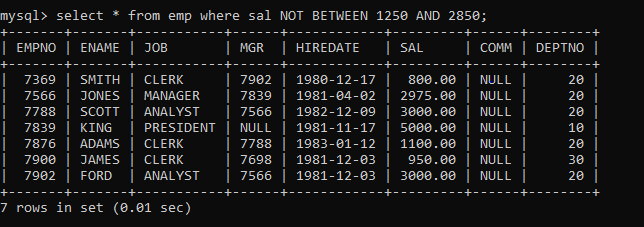 mysql> select * from emp where sal NOT BETWEEN 1250 AND 2850;
+-------+-------+-----------+------+------------+---------+------+--------+
| EMPNO | ENAME | JOB       | MGR  | HIREDATE   | SAL     | COMM | DEPTNO |
+-------+-------+-----------+------+------------+---------+------+--------+
|  7369 | SMITH | CLERK     | 7902 | 1980-12-17 |  800.00 | NULL |     20 |
|  7566 | JONES | MANAGER   | 7839 | 1981-04-02 | 2975.00 | NULL |     20 |
|  7788 | SCOTT | ANALYST   | 7566 | 1982-12-09 | 3000.00 | NULL |     20 |
|  7839 | KING  | PRESIDENT | NULL | 1981-11-17 | 5000.00 | NULL |     10 |
|  7876 | ADAMS | CLERK     | 7788 | 1983-01-12 | 1100.00 | NULL |     20 |
|  7900 | JAMES | CLERK     | 7698 | 1981-12-03 |  950.00 | NULL |     30 |
|  7902 | FORD  | ANALYST   | 7566 | 1981-12-03 | 3000.00 | NULL |     20 |
+-------+-------+-----------+------+------------+---------+------+--------+
7 rows in set (0.01 sec)